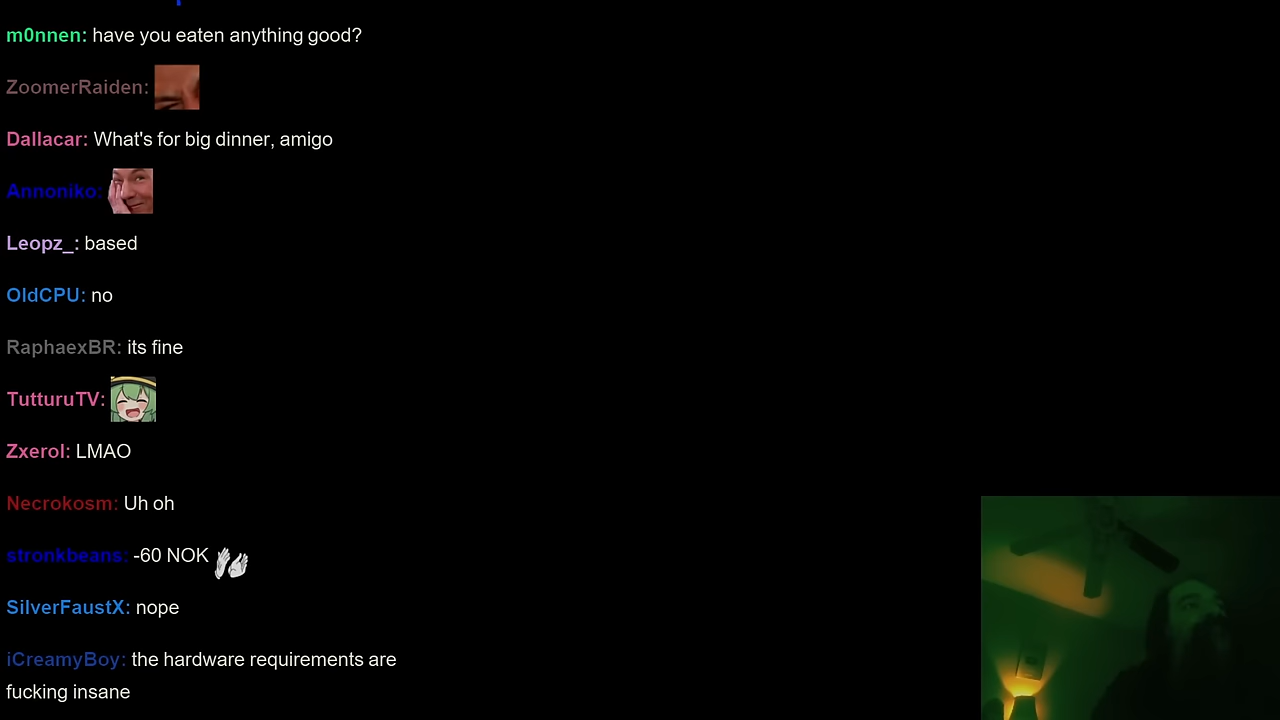 m0nnen: have you eaten anything good?
ZoomerRaiden:
Dallacar: What's for big dinner, amigo
Annoniko:
Leopz_: based
OldCPU: no
RaphaexBR: its fine
TutturuTV:
Zxerol: LMAO
Necrokosm: Uh oh
stronkbeans: -60 NOK
SilverFaustX: nope
iCreamyBoy: the hardware requirements are
fucking insane